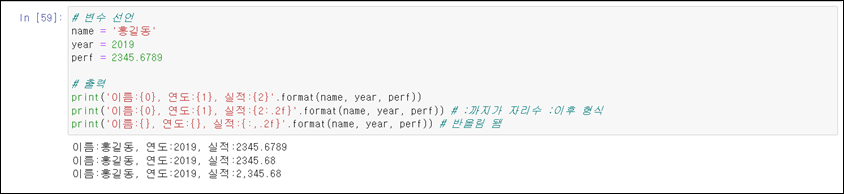 In [59]:
# 변수 선언
name = '홍길동'
year = 2019
perf = 2345.6789
# 출력
print('이름:{0}, 연도:{1}, 실적:{2}'.format(name, year, perf))
print('이름:{0}, 연도:{1}, 실적:{2:.2f}'.format(name, year, perf)) # :까지가 자리수 :이후 형식
print('이름:{}, 연도:{}, 실적:{:,.2f}'.format(name, year, perf)) # 반올림 됨
이름:홍길동, 연도:2019, 실적:2345.6789
이름:홍길동, 연도:2019, 실적:2345.68
이름:홍길동, 연도:2019, 실적:2,345.68